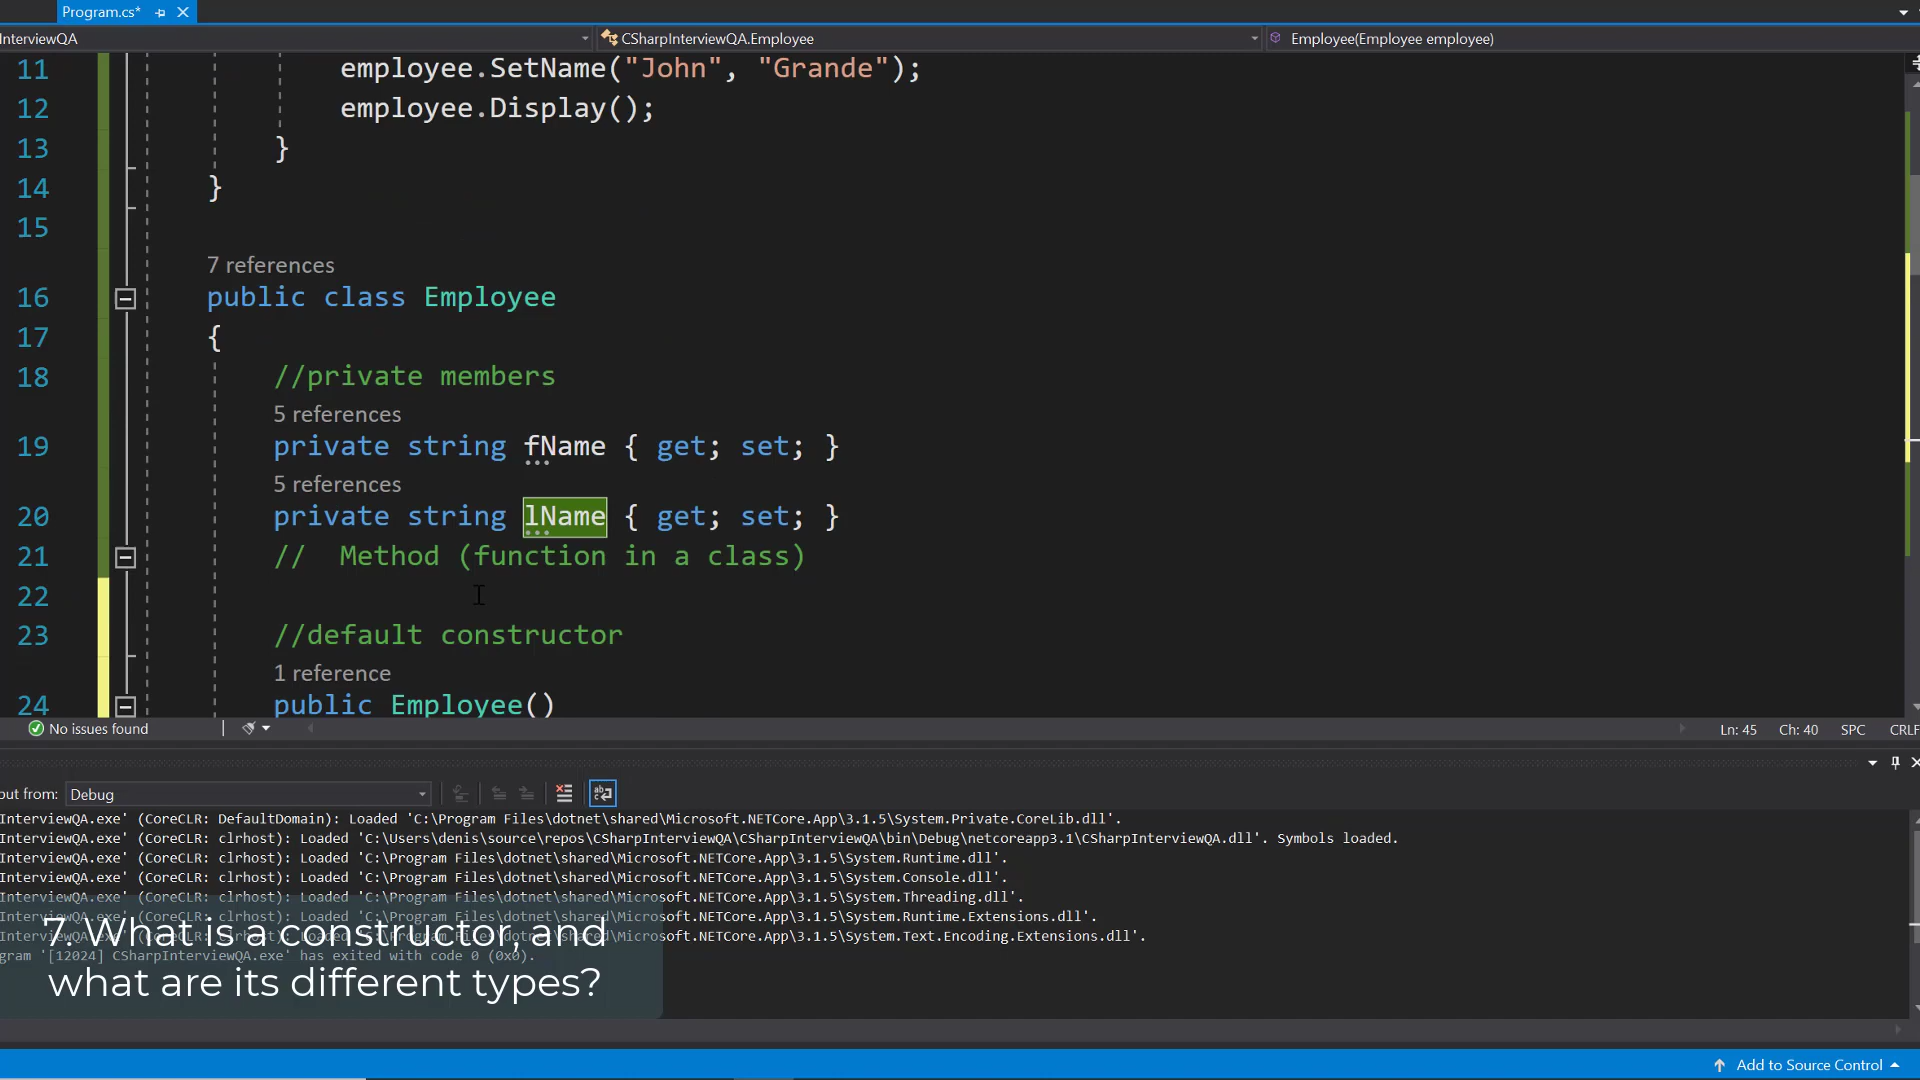 Program.cs*
InterviewQA
CSharpInterviewQA.Employee
Employee(Employee employee)
11 employee.SetName("John", "Grande");
12 employee.Display();
13 }
14 }
15
7 references
16 public class Employee
17 {
18 //private members
5 references
19 private string fName { get; set; }
5 references
20 private string lName { get; set; }
21 // Method (function in a class)
22
23 //default constructor
1 reference
24 public Employee()
No issues found
Ln: 45 Ch: 40 SPC CRLF
put from: Debug
InterviewQA.exe' (CoreCLR: DefaultDomain): Loaded 'C:\Program Files\dotnet\shared\Microsoft.NETCore.App\3.1.5\System.Private.CoreLib.dll'.
InterviewQA.exe' (CoreCLR: clrhost): Loaded 'C:\Users\denis\source\repos\CSharpInterviewQA\CSharpInterviewQA\bin\Debug\netcoreapp3.1\CSharpInterviewQA.dll'. Symbols loaded.
InterviewQA.exe' (CoreCLR: clrhost): Loaded 'C:\Program Files\dotnet\shared\Microsoft.NETCore.App\3.1.5\System.Runtime.dll'.
InterviewQA.exe' (CoreCLR: clrhost): Loaded 'C:\Program Files\dotnet\shared\Microsoft.NETCore.App\3.1.5\System.Console.dll'.
InterviewQA.exe' (CoreCLR: clrhost): Loaded 'C:\Program Files\dotnet\shared\Microsoft.NETCore.App\3.1.5\System.Threading.dll'.
InterviewQA.exe' (CoreCLR: clrhost): Loaded 'C:\Program Files\dotnet\shared\Microsoft.NETCore.App\3.1.5\System.Runtime.Extensions.dll'.
InterviewQA.exe' (CoreCLR: clrhost): Loaded 'C:\Program Files\dotnet\shared\Microsoft.NETCore.App\3.1.5\System.Text.Encoding.Extensions.dll'.
gram '[12024] CSharpInterviewQA.exe' has exited with code 0 (0x0).
7. What is a constructor, and
what are its different types?
Add to Source Control